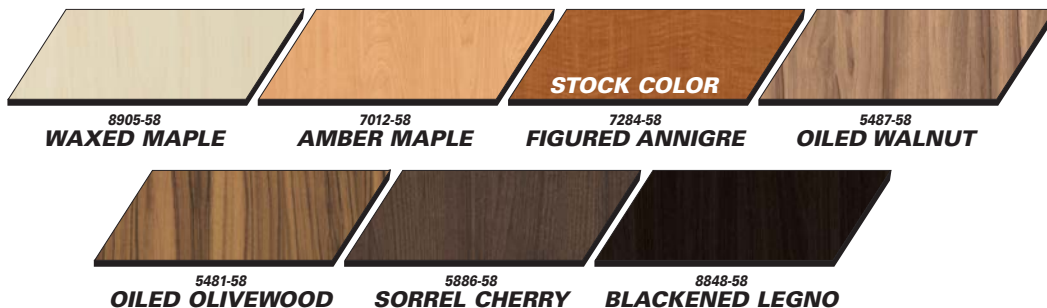 STOCK COLOR
8905-58
WAXED MAPLE
7012-58
AMBER MAPLE
7284-58
FIGURED ANNIGRE
5487-58
OILED WALNUT
5481-58
OILED OLIVEWOOD
5886-58
SORREL CHERRY
8848-58
BLACKENED LEGNO